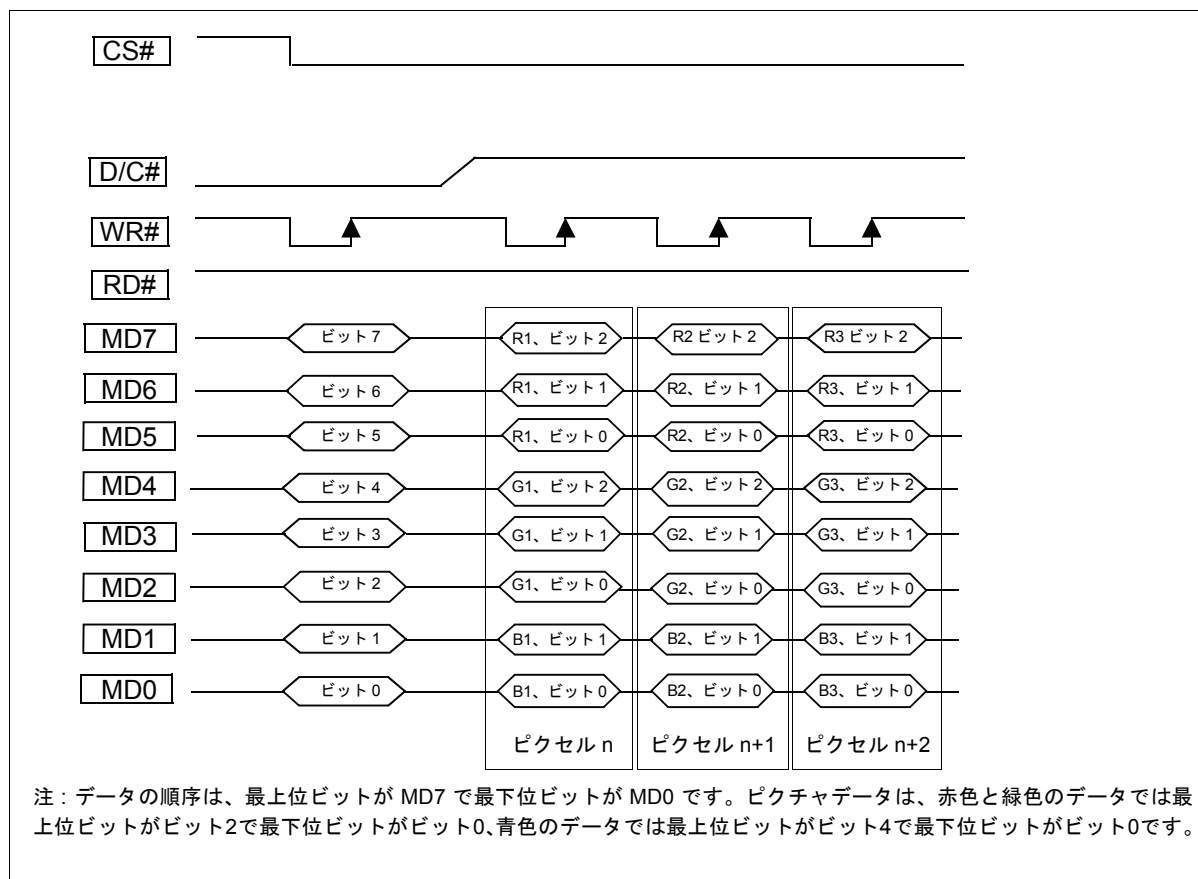 CS#
D/C#
WR#
RD#
MD7 ビット 7 R1、ビット 2 R2 ビット 2 R3 ビット 2
MD6 ビット 6 R1、ビット 1 R2、ビット 1 R3、ビット 1
MD5 ビット 5 R1、ビット 0 R2、ビット 0 R3、ビット 0
MD4 ビット 4 G1、ビット 2 G2、ビット 2 G3、ビット 2
MD3 ビット 3 G1、ビット 1 G2、ビット 1 G3、ビット 1
MD2 ビット 2 G1、ビット 0 G2、ビット 0 G3、ビット 0
MD1 ビット 1 B1、ビット 1 B2、ビット 1 B3、ビット 1
MD0 ビット 0 B1、ビット 0 B2、ビット 0 B3、ビット 0
ピクセル n ピクセル n+1 ピクセル n+2
注：データの順序は、最上位ビットが MD7 で最下位ビットが MD0 です。ピクチャデータは、赤色と緑色のデータでは最
上位ビットがビット2で最下位ビットがビット0、青色のデータでは最上位ビットがビット4で最下位ビットがビット0です。